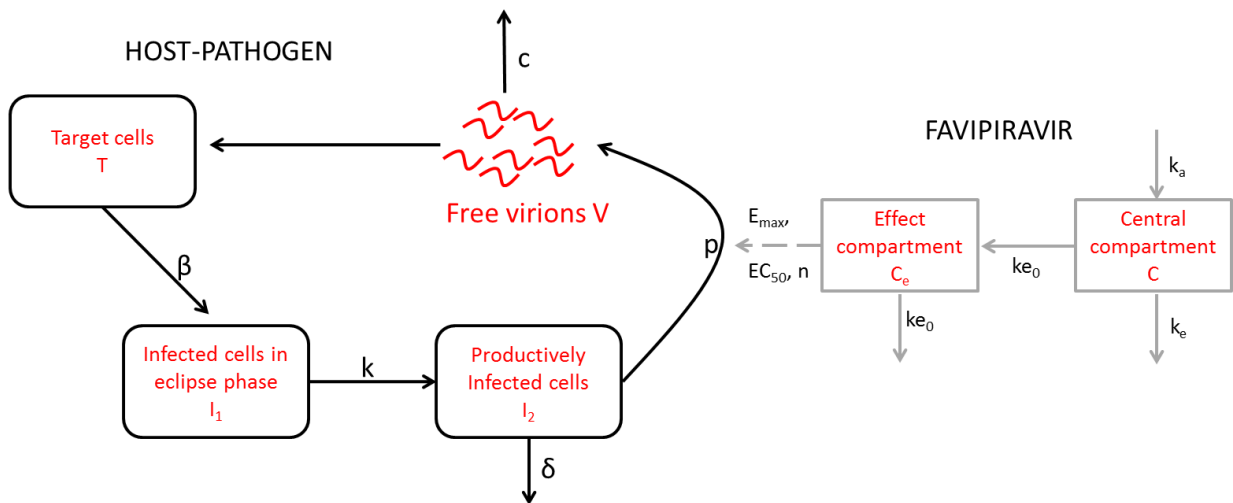 HOST-PATHOGEN
c
Target cells
T
Free virions V
β
Infected cells in
eclipse phase
I₁
k
Productively
Infected cells
I₂
δ
p
FAVIPIRAVIR
kₐ
Eₘₐₓ,
EC₅₀, n
Effect
compartment
Cₑ
ke₀
ke₀
Central
compartment
C
kₑ